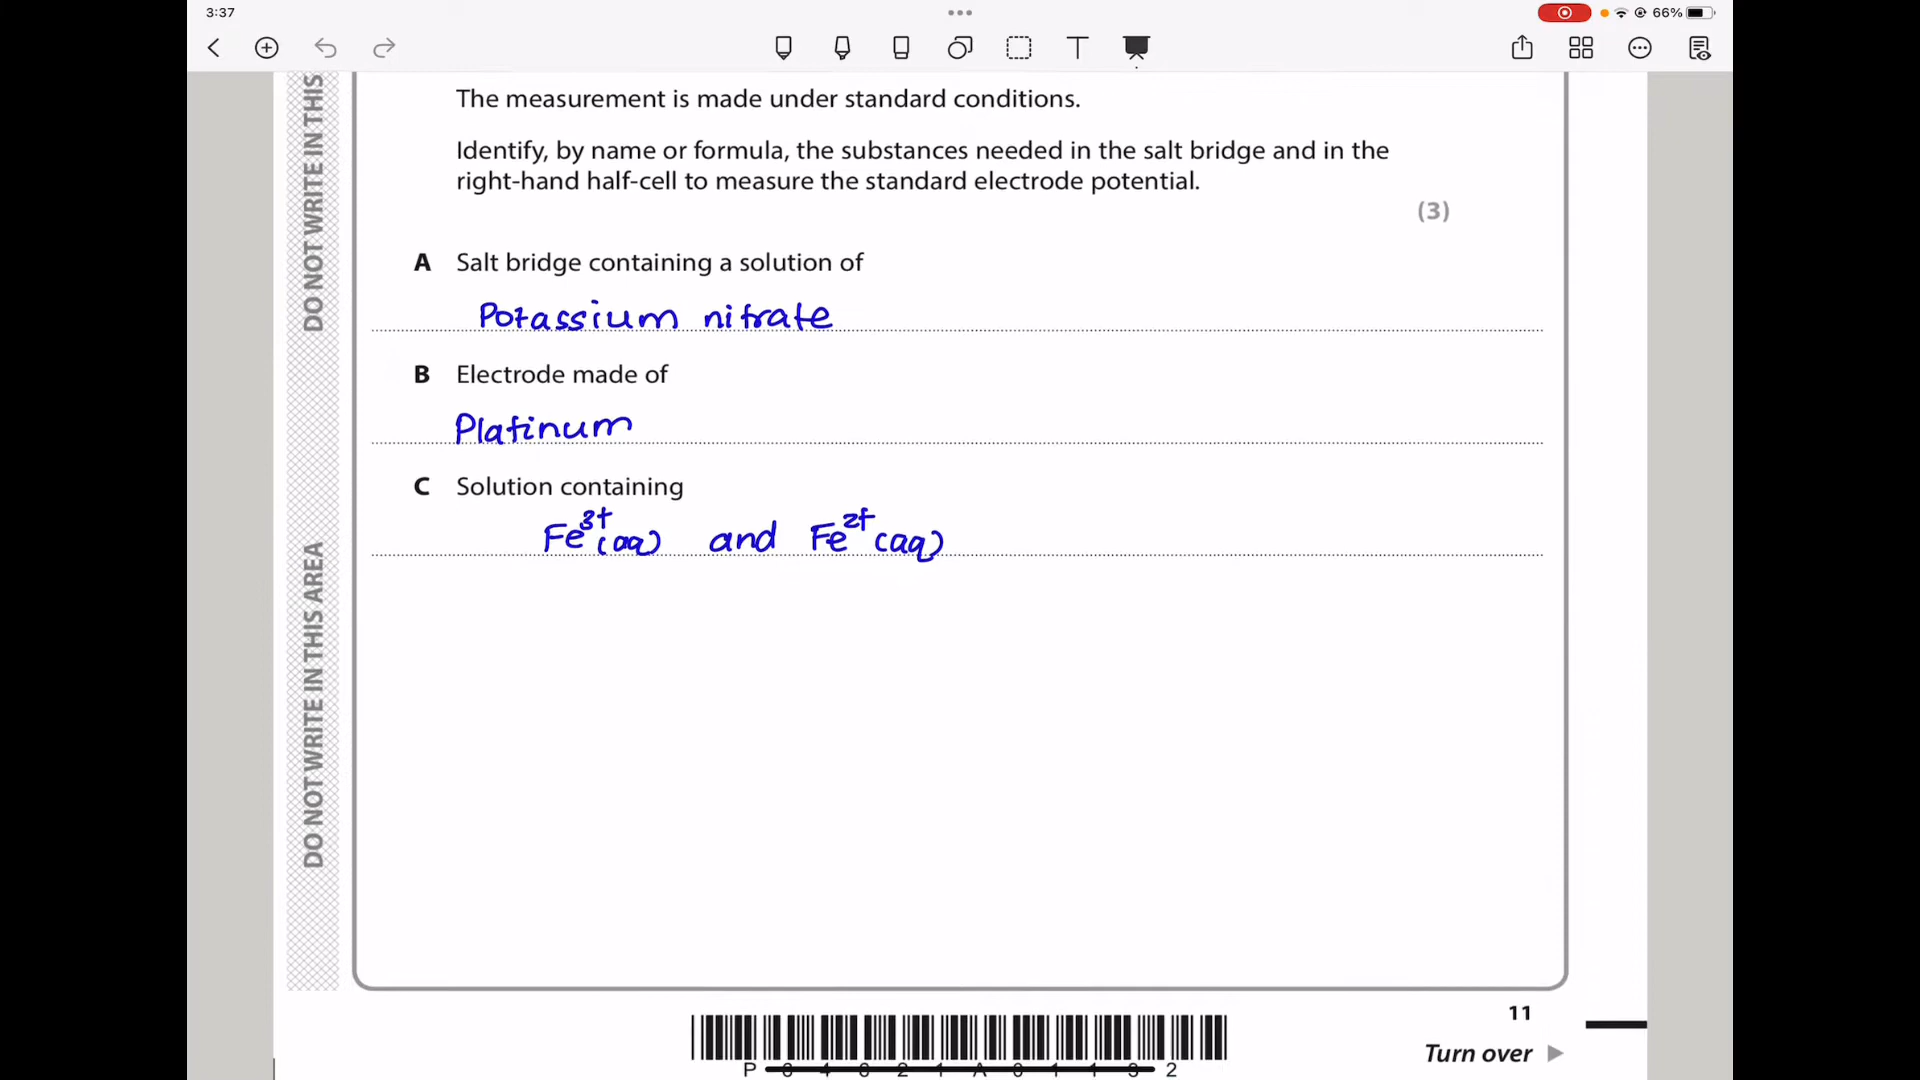 3:37
66%
The measurement is made under standard conditions.
Identify, by name or formula, the substances needed in the salt bridge and in the
right-hand half-cell to measure the standard electrode potential.
(3)
A Salt bridge containing a solution of
Potassium nitrate
B Electrode made of
Platinum
C Solution containing
Fe³⁺(aq) and Fe²⁺(aq)
DO NOT WRITE IN THIS
DO NOT WRITE IN THIS AREA
11
Turn over